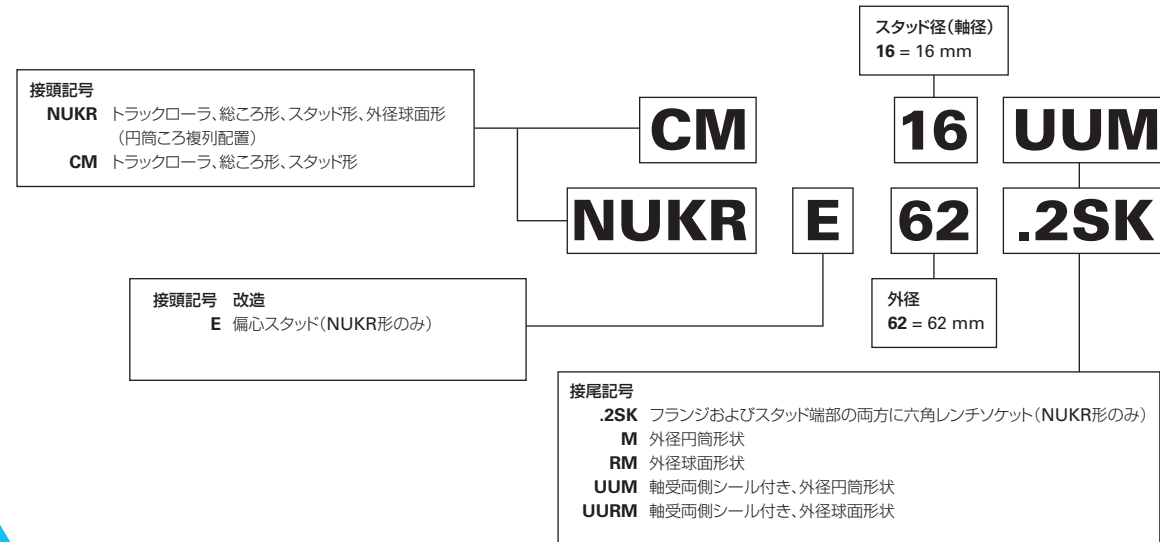 スタッド径(軸径)
16 = 16 mm
接頭記号
NUKR トラックローラ、総ころ形、スタッド形、外径球面形
(円筒ころ複列配置)
CM トラックローラ、総ころ形、スタッド形
CM 16 UUM
NUKR E 62 .2SK
接頭記号 改造
E 偏心スタッド(NUKR形のみ)
外径
62 = 62 mm
接尾記号
.2SK フランジおよびスタッド端部の両方に六角レンチソケット(NUKR形のみ)
M 外径円筒形状
RM 外径球面形状
UUM 軸受両側シール付き、外径円筒形状
UURM 軸受両側シール付き、外径球面形状